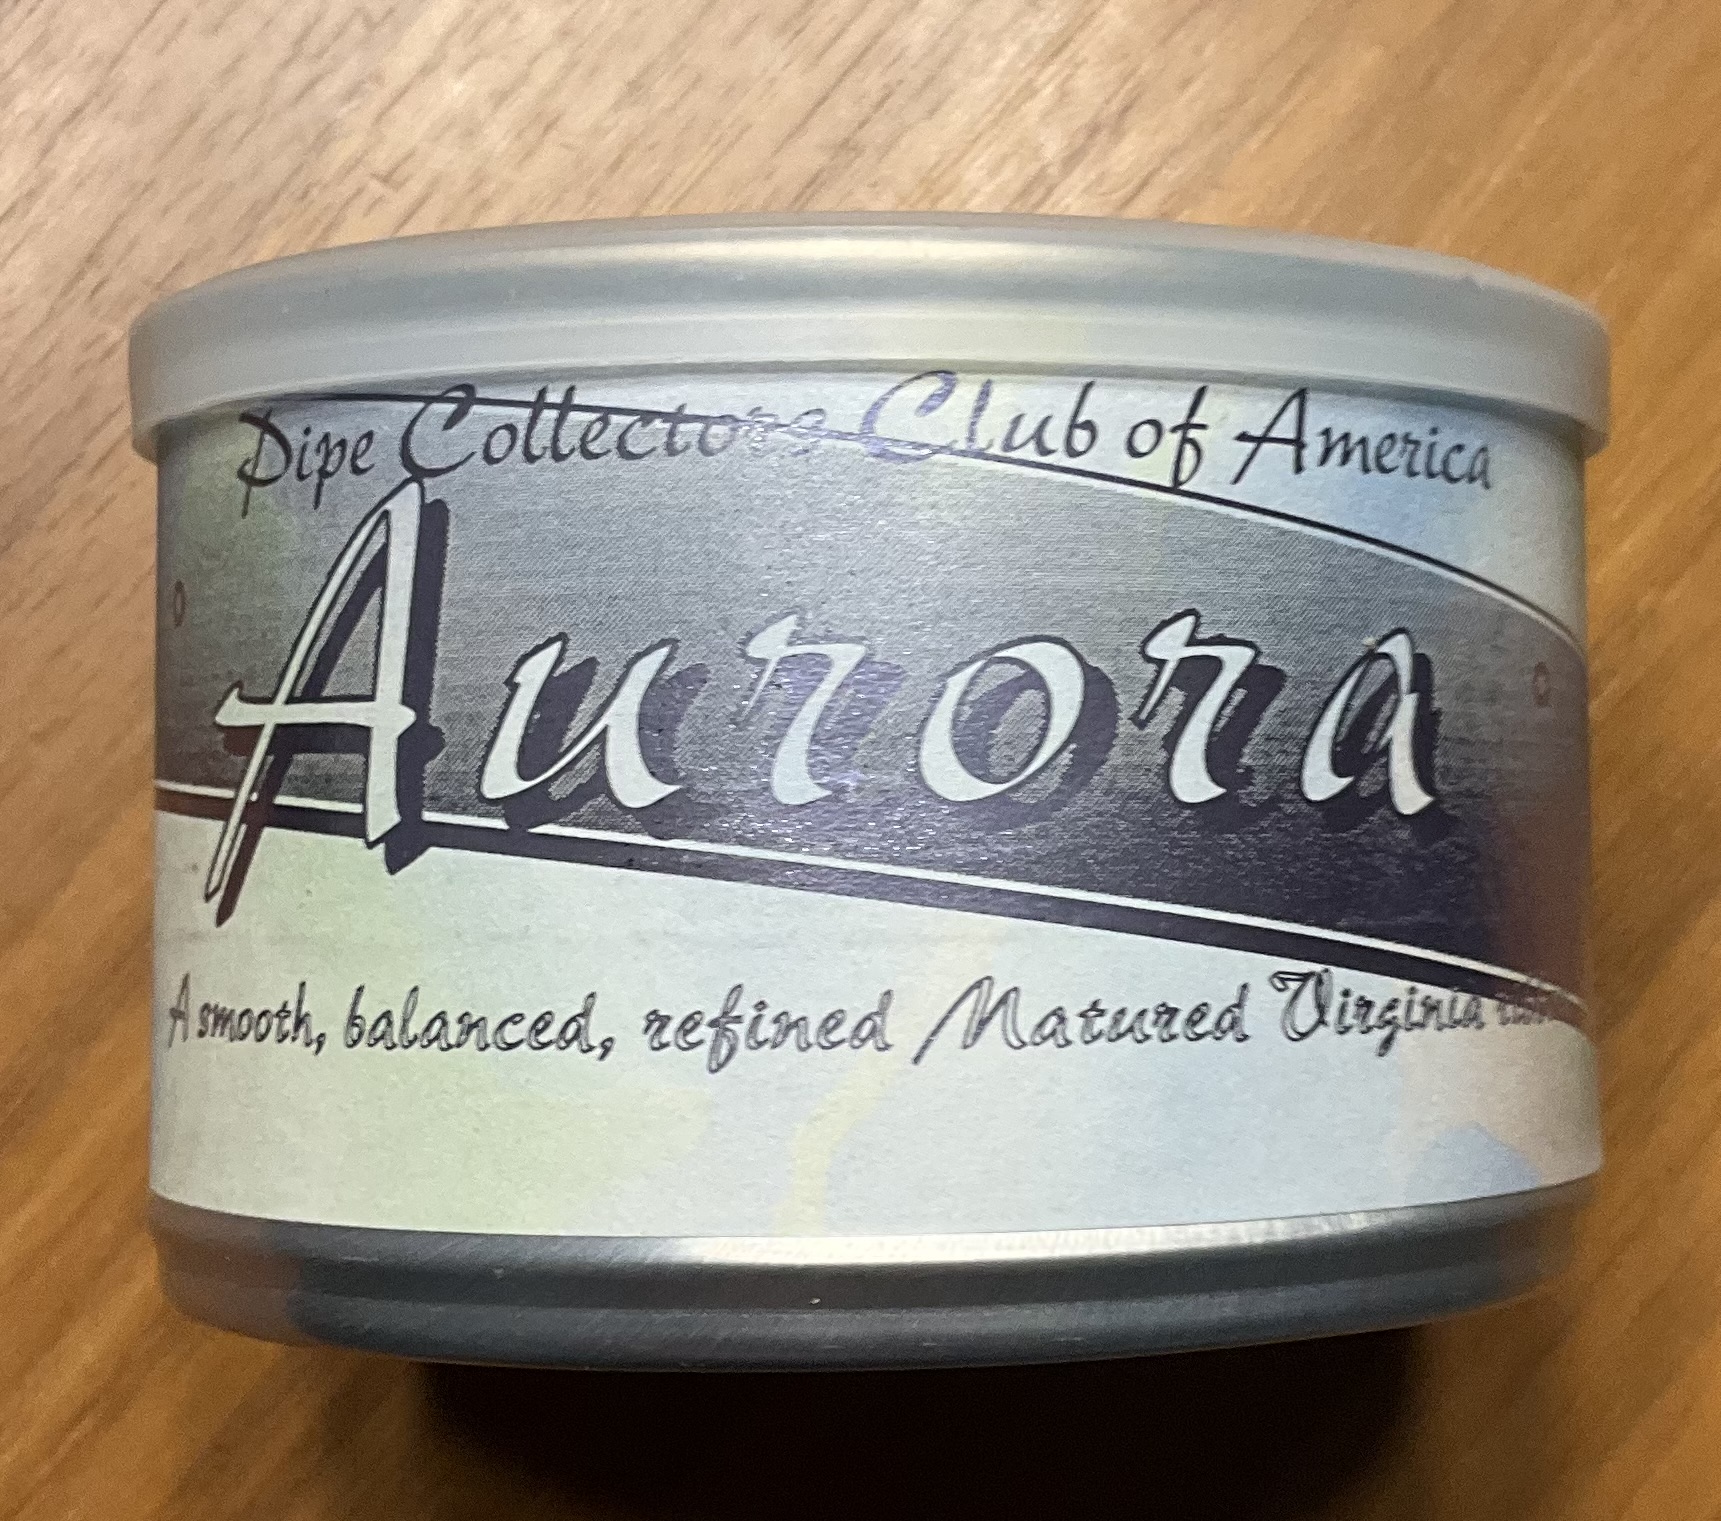 Pipe Collectors Club of America
Aurora
A smooth, balanced, refined Matured Virginia